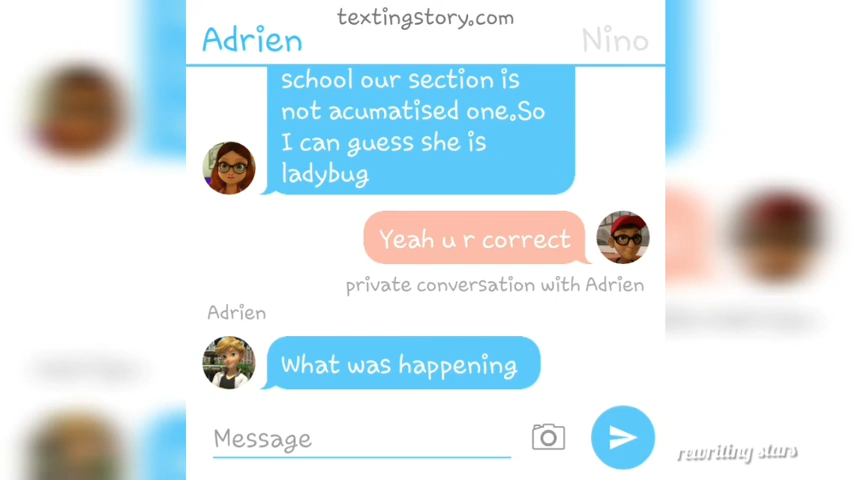 textingstory.com
Adrien
Nino
school our section is
not acumatised one.So
I can guess she is
ladybug
Yeah u r correct
private conversation with Adrien
Adrien
What was happening
Message
rewriting stars